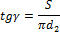 tgγ = S / πd₂